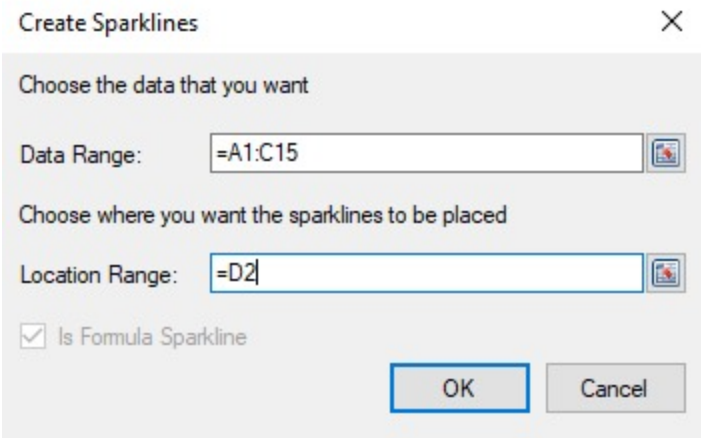 Create Sparklines
Choose the data that you want
Data Range: =A1:C15
Choose where you want the sparklines to be placed
Location Range: =D2
Is Formula Sparkline
OK Cancel